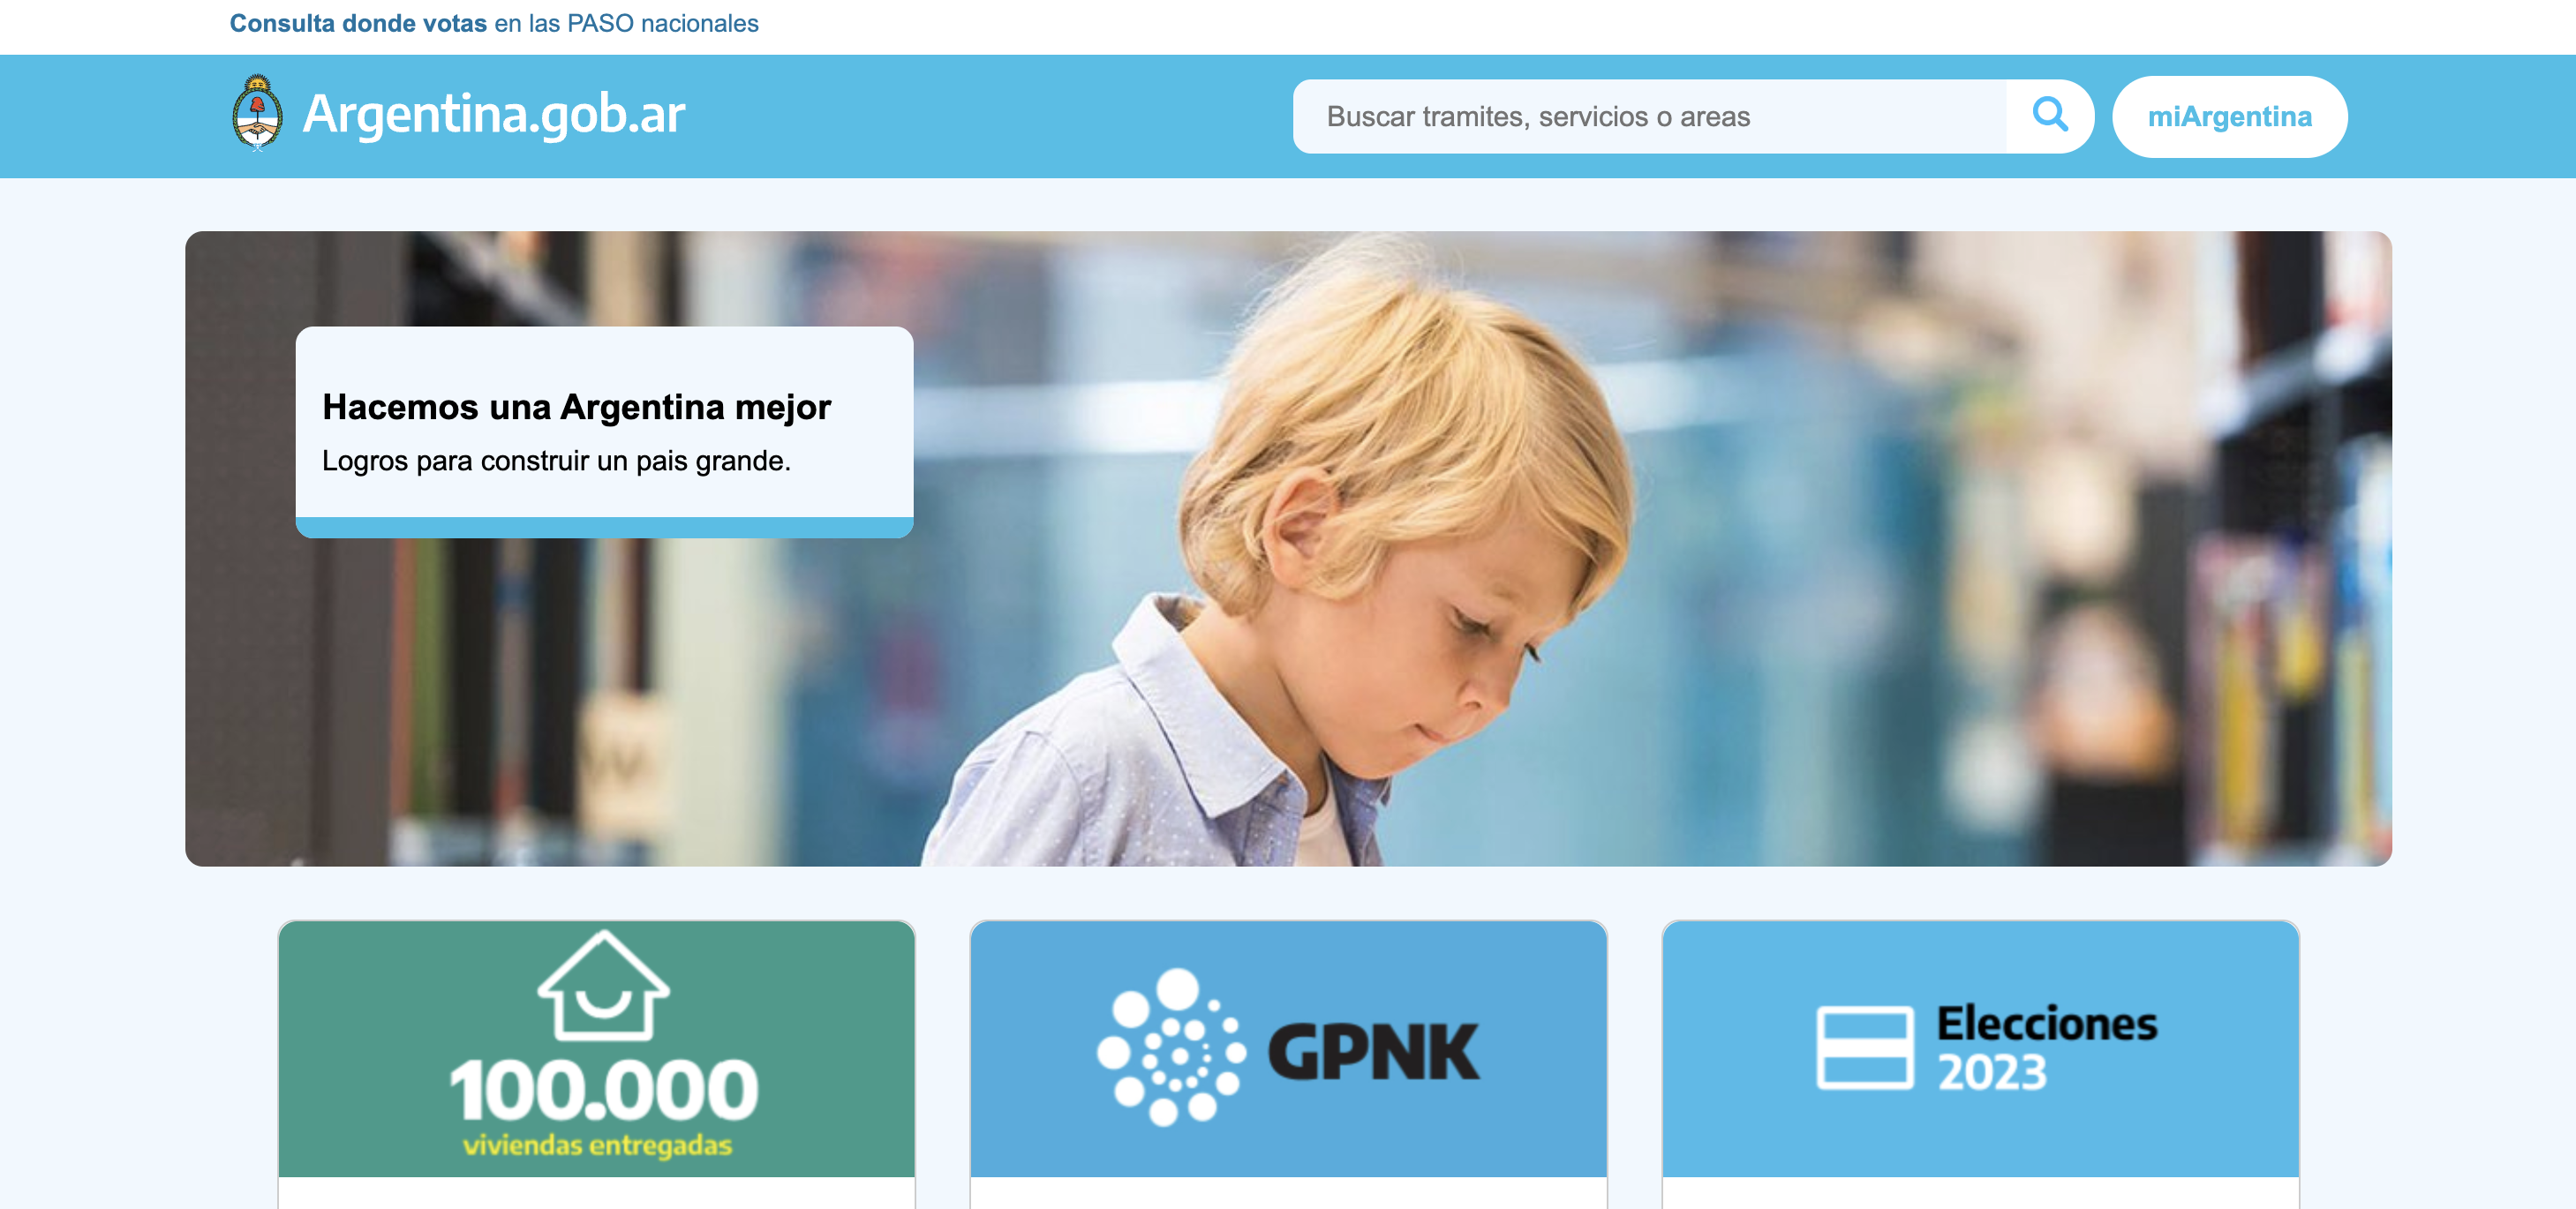 Consulta donde votas en las PASO nacionales
Argentina.gob.ar
Buscar tramites, servicios o areas
miArgentina
Hacemos una Argentina mejor
Logros para construir un pais grande.
100.000
viviendas entregadas
GPNK
Elecciones
2023